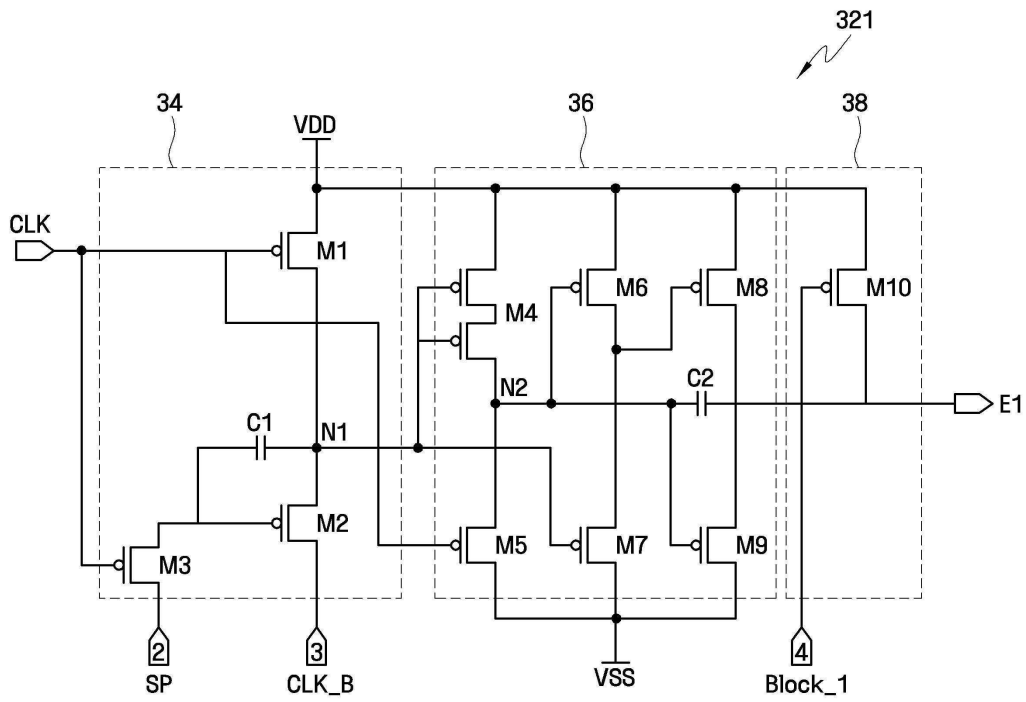 321
34
36
38
VDD
CLK
M1
M6
M8
M10
M4
N2
C2
E1
C1
N1
M2
M3
M5
M7
M9
2
3
4
SP
CLK_B
VSS
Block_1